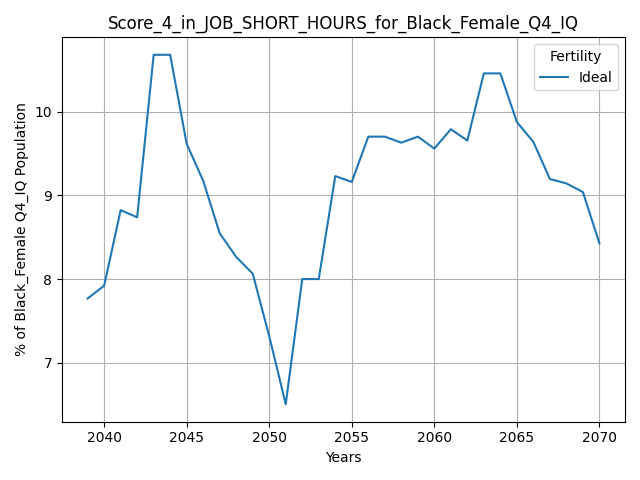 Score_4_in_JOB_SHORT_HOURS_for_Black_Female_Q4_IQ
Fertility
Ideal
% of Black_Female Q4_IQ Population
10
9
8
7
2040 2045 2050 2055 2060 2065 2070
Years